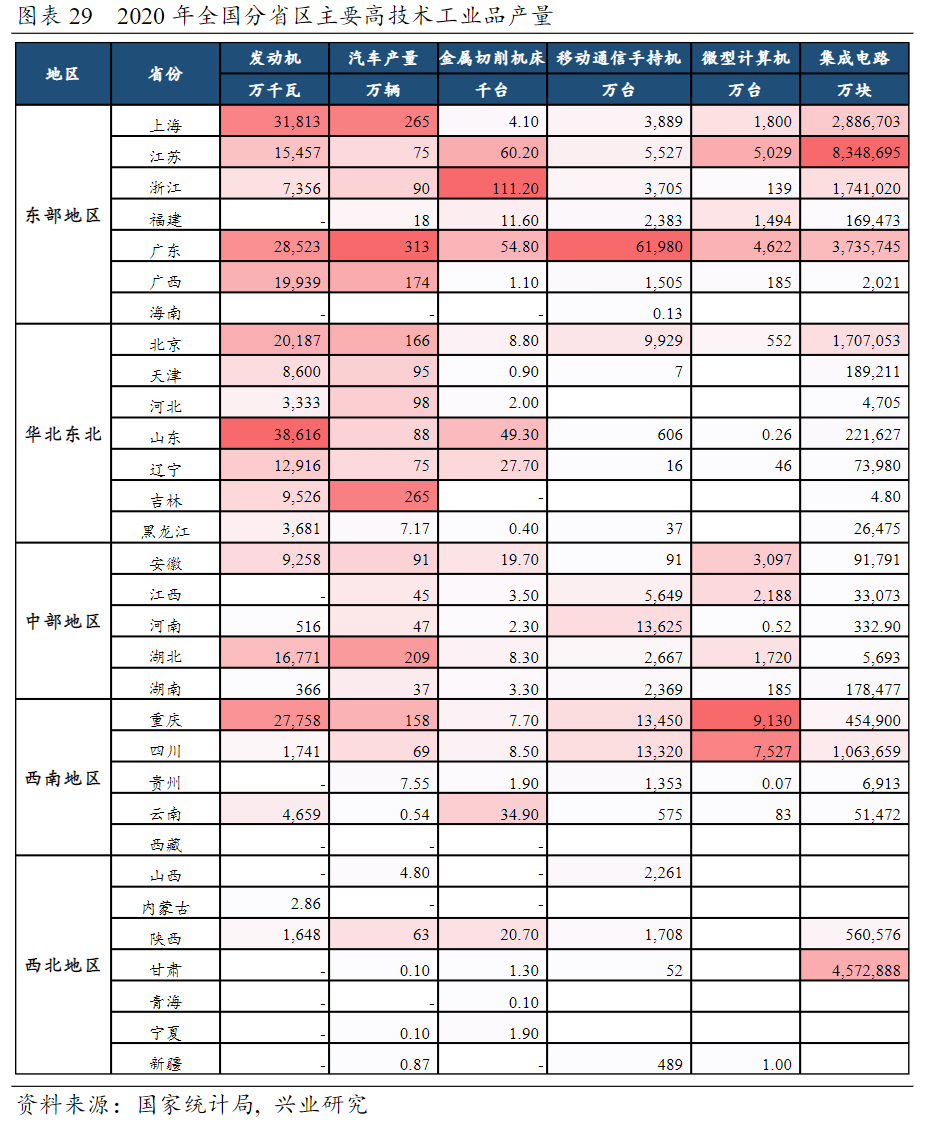 图表 29 2020 年全国分省区主要高技术工业品产量
地区 省份 发动机 汽车产量 金属切削机床 移动通信手持机 微型计算机 集成电路
万千瓦 万辆 千台 万台 万台 万块
东部地区
上海 31,813 265 4.10 3,889 1,800 2,886,703
江苏 15,457 75 60.20 5,527 5,029 8,348,695
浙江 7,356 90 111.20 3,705 139 1,741,020
福建 - 18 11.60 2,383 1,494 169,473
广东 28,523 313 54.80 61,980 4,622 3,735,745
广西 19,939 174 1.10 1,505 185 2,021
海南 - - - 0.13
华北东北
北京 20,187 166 8.80 9,929 552 1,707,053
天津 8,600 95 0.90 7 189,211
河北 3,333 98 2.00 4,705
山东 38,616 88 49.30 606 0.26 221,627
辽宁 12,916 75 27.70 16 46 73,980
吉林 9,526 265 - 4.80
黑龙江 3,681 7.17 0.40 37 26,475
中部地区
安徽 9,258 91 19.70 91 3,097 91,791
江西 - 45 3.50 5,649 2,188 33,073
河南 516 47 2.30 13,625 0.52 332.90
湖北 16,771 209 8.30 2,667 1,720 5,693
湖南 366 37 3.30 2,369 185 178,477
西南地区
重庆 27,758 158 7.70 13,450 9,130 454,900
四川 1,741 69 8.50 13,320 7,527 1,063,659
贵州 - 7.55 1.90 1,353 0.07 6,913
云南 4,659 0.54 34.90 575 83 51,472
西藏 - - -
西北地区
山西 - 4.80 - 2,261
内蒙古 2.86 - -
陕西 1,648 63 20.70 1,708 560,576
甘肃 - 0.10 1.30 52 4,572,888
青海 - - 0.10
宁夏 - 0.10 1.90
新疆 - 0.87 - 489 1.00
资料来源：国家统计局, 兴业研究